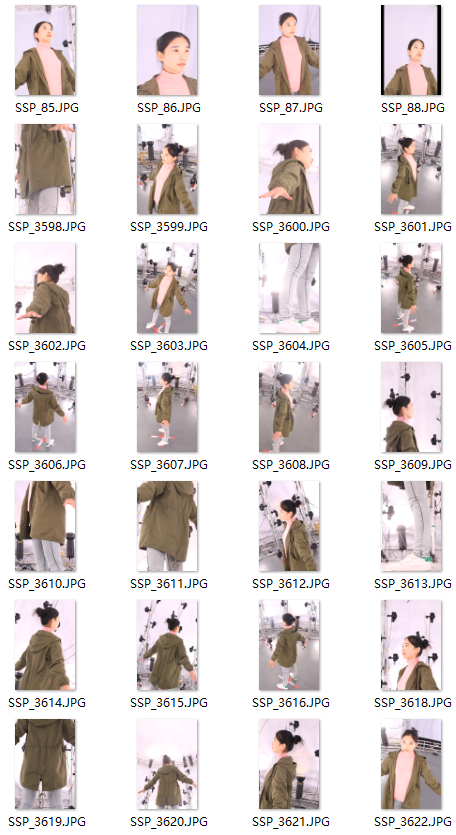 SSP_85.JPG SSP_86.JPG SSP_87.JPG SSP_88.JPG
SSP_3598.JPG SSP_3599.JPG SSP_3600.JPG SSP_3601.JPG
SSP_3602.JPG SSP_3603.JPG SSP_3604.JPG SSP_3605.JPG
SSP_3606.JPG SSP_3607.JPG SSP_3608.JPG SSP_3609.JPG
SSP_3610.JPG SSP_3611.JPG SSP_3612.JPG SSP_3613.JPG
SSP_3614.JPG SSP_3615.JPG SSP_3616.JPG SSP_3618.JPG
SSP_3619.JPG SSP_3620.JPG SSP_3621.JPG SSP_3622.JPG